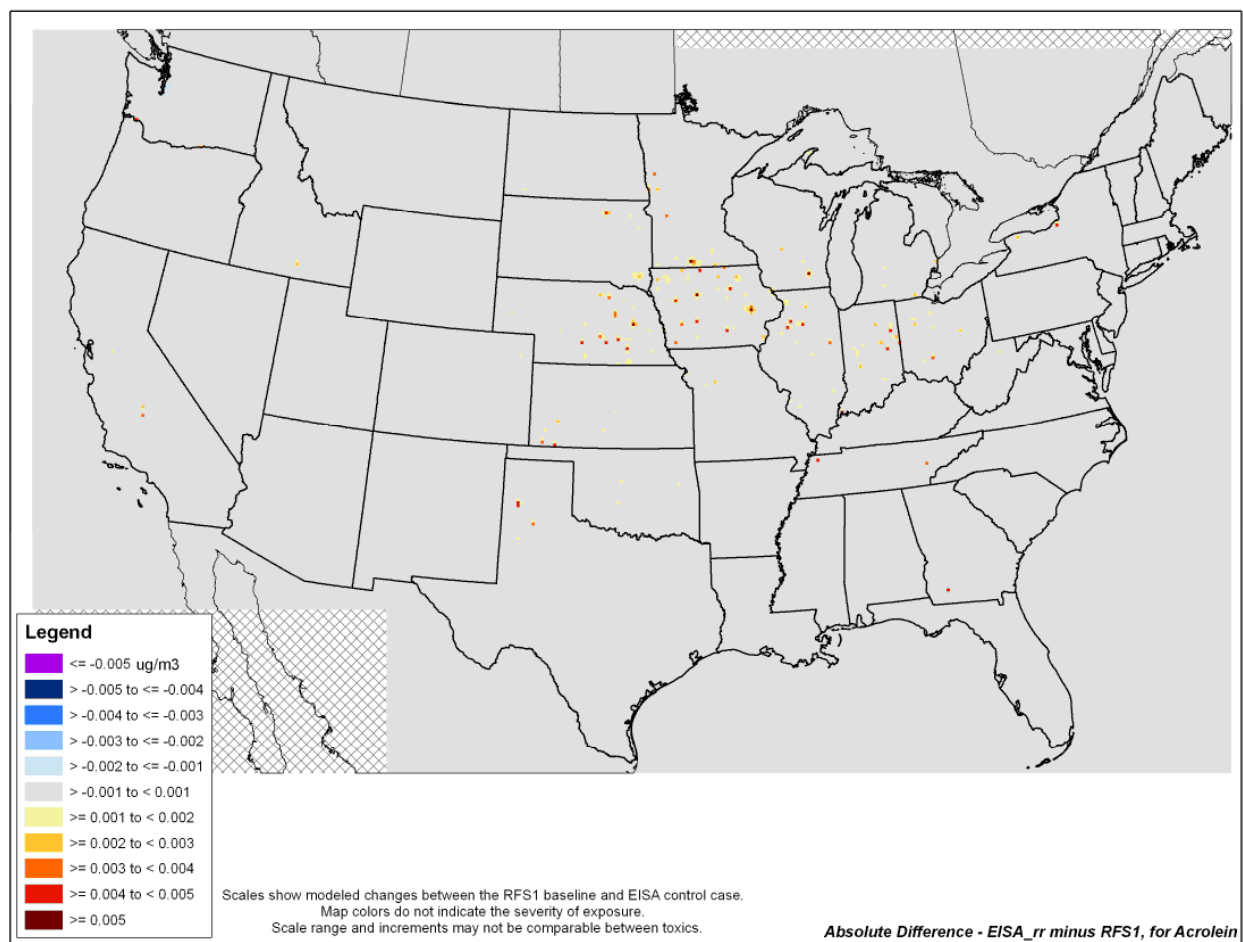 Legend
<= -0.005 ug/m3
> -0.005 to <= -0.004
> -0.004 to <= -0.003
> -0.003 to <= -0.002
> -0.002 to <= -0.001
> -0.001 to < 0.001
>= 0.001 to < 0.002
>= 0.002 to < 0.003
>= 0.003 to < 0.004
>= 0.004 to < 0.005
>= 0.005
Scales show modeled changes between the RFS1 baseline and EISA control case.
Map colors do not indicate the severity of exposure.
Scale range and increments may not be comparable between toxics.
Absolute Difference - EISA_rr minus RFS1, for Acrolein